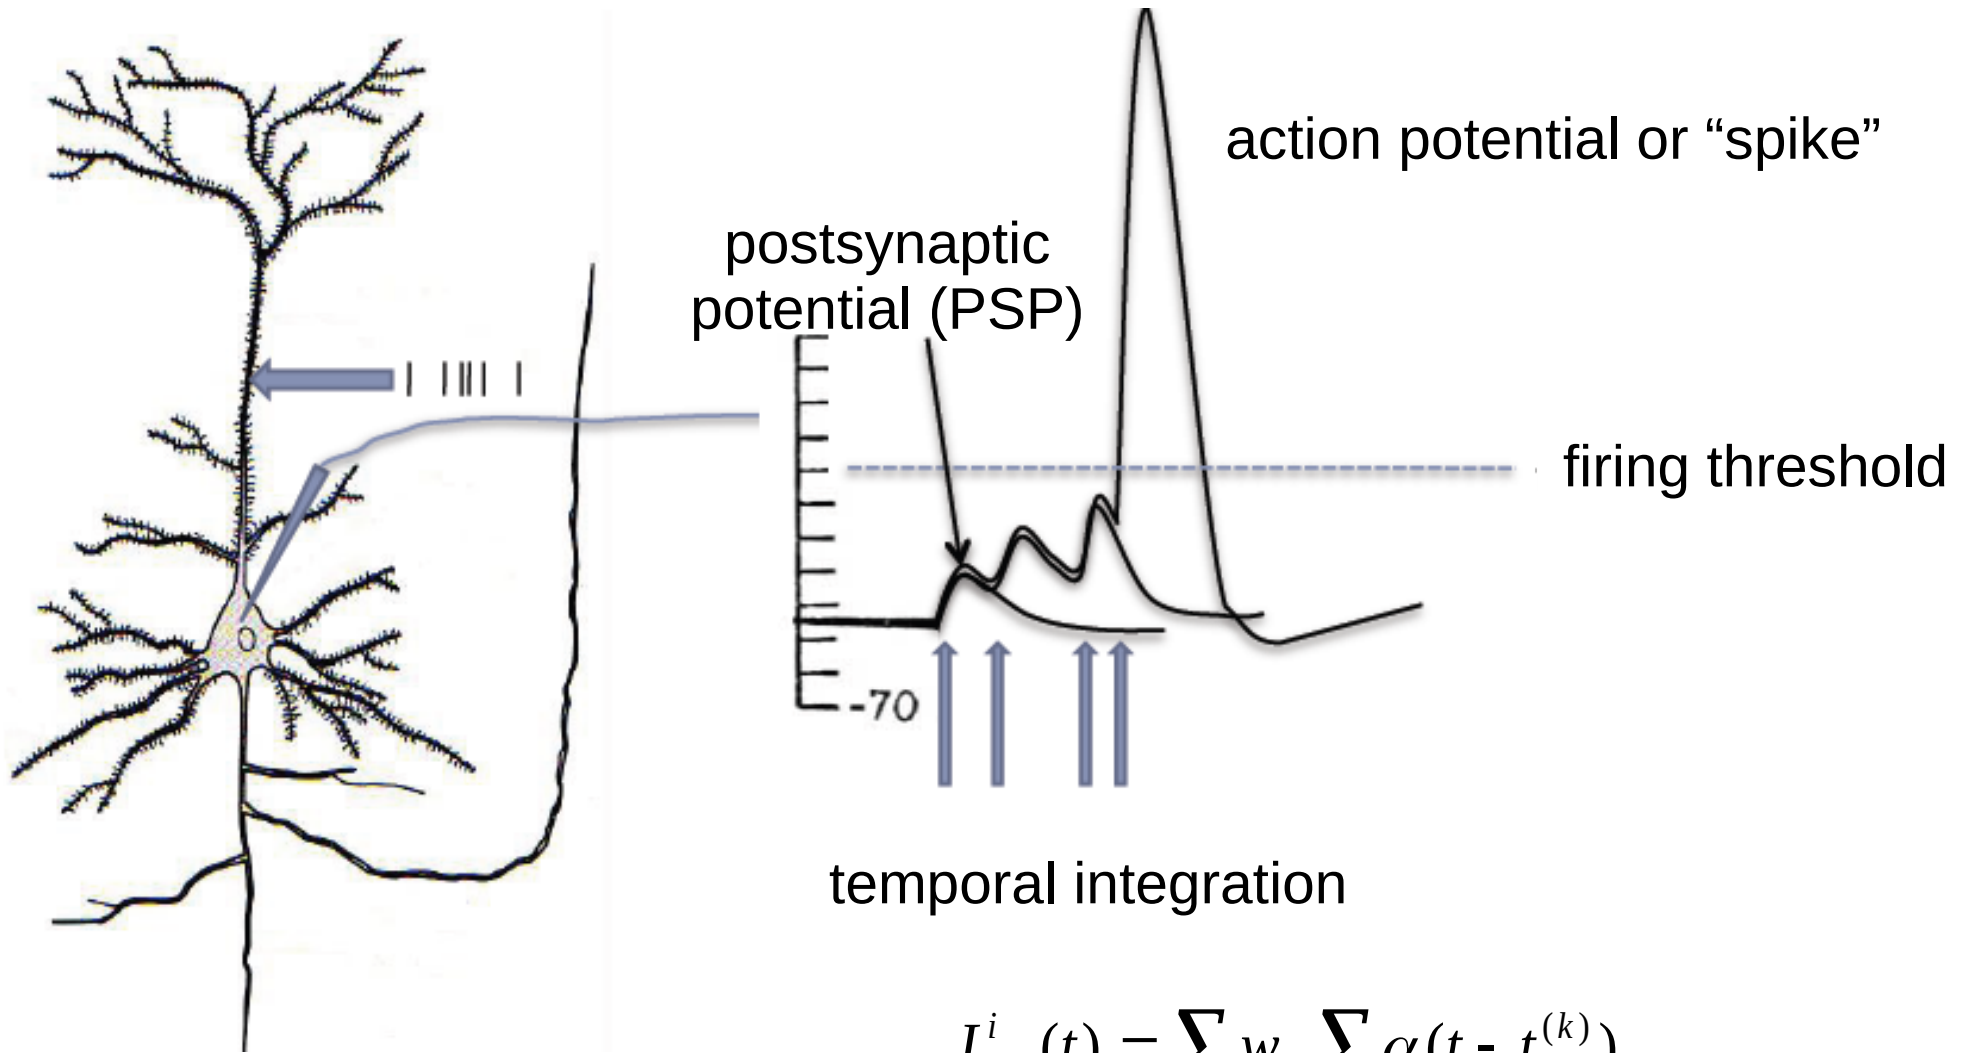 action potential or “spike”
postsynaptic
potential (PSP)
firing threshold
-70
temporal integration
I^i (t) = ∑ w ∑ α(t - t^(k))